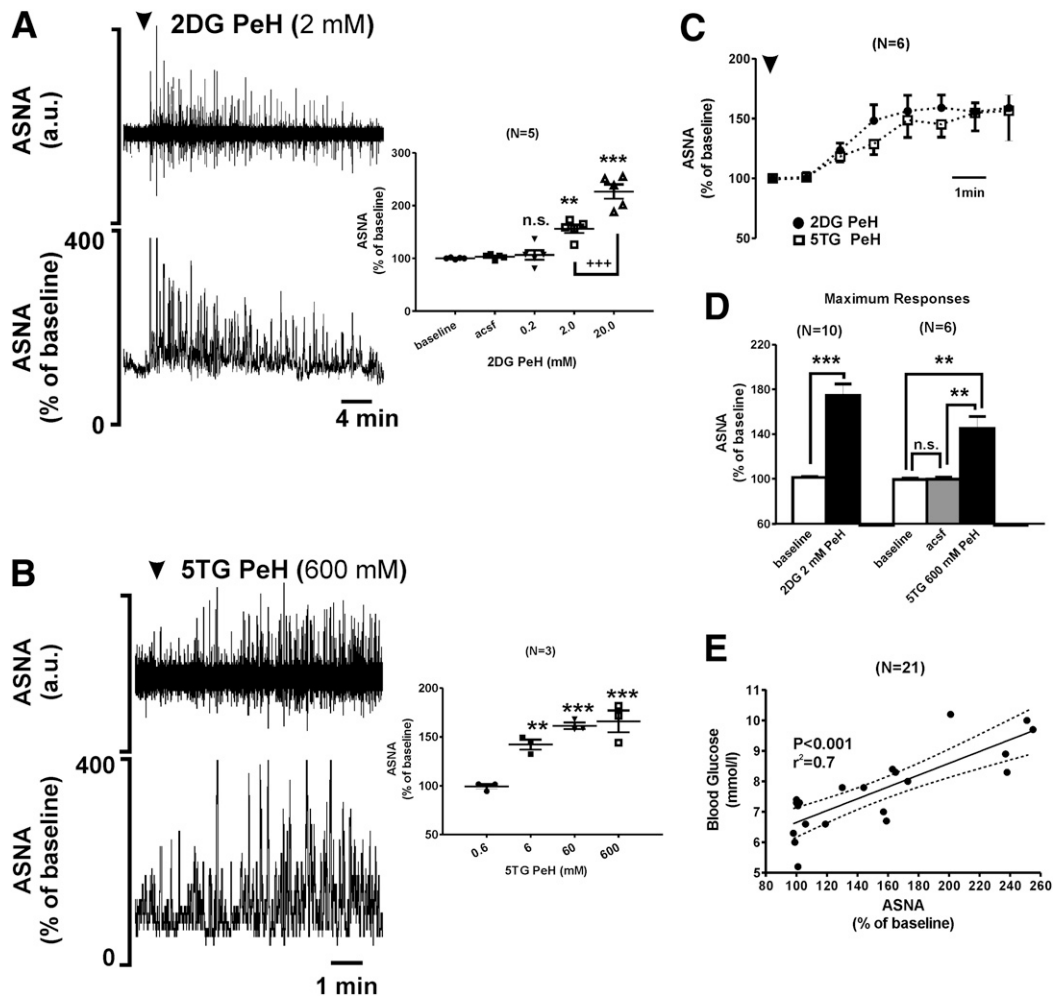 A
2DG PeH (2 mM)
ASNA
(a.u.)
400
ASNA
(% of baseline)
0
4 min
(N=5)
300
200
100
0
ASNA
(% of baseline)
n.s.
**
***
+++
baseline
acsf
0.2
2.0
20.0
2DG PeH (mM)
B
5TG PeH (600 mM)
ASNA
(a.u.)
400
ASNA
(% of baseline)
0
1 min
(N=3)
200
150
100
50
ASNA
(% of baseline)
**
***
***
0.6
6
60
600
5TG PeH (mM)
C
(N=6)
200
150
100
50
ASNA
(% of baseline)
1min
2DG PeH
5TG PeH
D
Maximum Responses
(N=10)
(N=6)
220
180
140
100
60
ASNA
(% of baseline)
***
**
**
n.s.
baseline
2DG 2 mM PeH
baseline
acsf
5TG 600 mM PeH
E
(N=21)
11
10
9
8
7
6
5
Blood Glucose
(mmol/l)
P<0.001
r²=0.7
80 100 120 140 160 180 200 220 240 260
ASNA
(% of baseline)